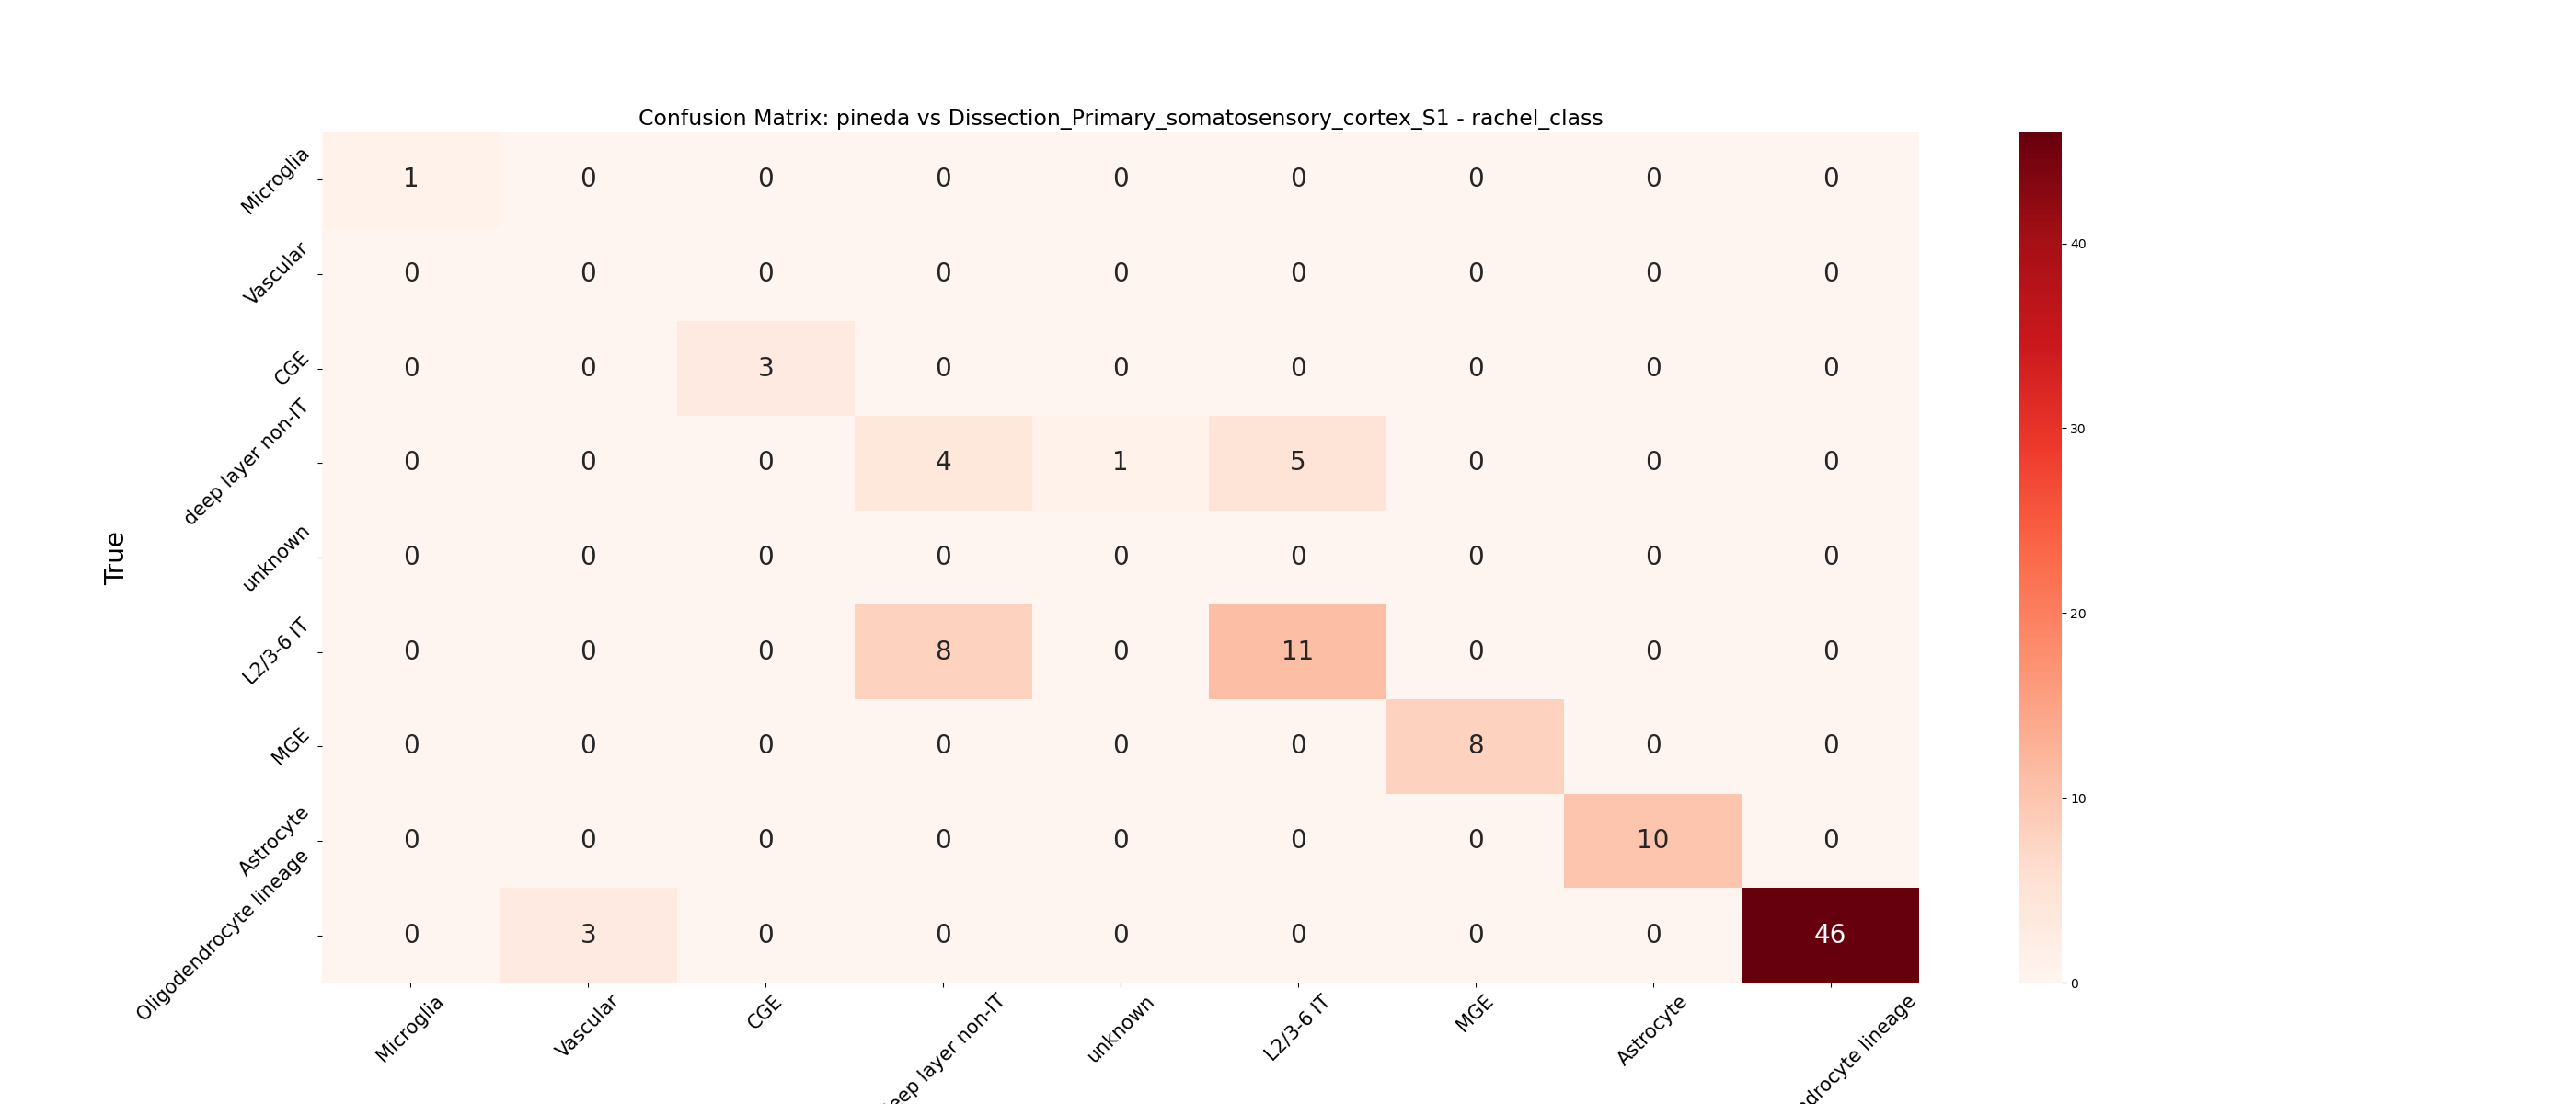 Confusion Matrix: pineda vs Dissection_Primary_somatosensory_cortex_S1 - rachel_class
True
Microglia 1 0 0 0 0 0 0 0 0
Vascular 0 0 0 0 0 0 0 0 0
CGE 0 0 3 0 0 0 0 0 0
deep layer non-IT 0 0 0 4 1 5 0 0 0
unknown 0 0 0 0 0 0 0 0 0
L2/3-6 IT 0 0 0 8 0 11 0 0 0
MGE 0 0 0 0 0 0 8 0 0
Astrocyte 0 0 0 0 0 0 0 10 0
Oligodendrocyte lineage 0 3 0 0 0 0 0 0 46
Microglia Vascular CGE eep layer non-IT unknown L2/3-6 IT MGE Astrocyte drocyte lineage
40
30
20
10
0